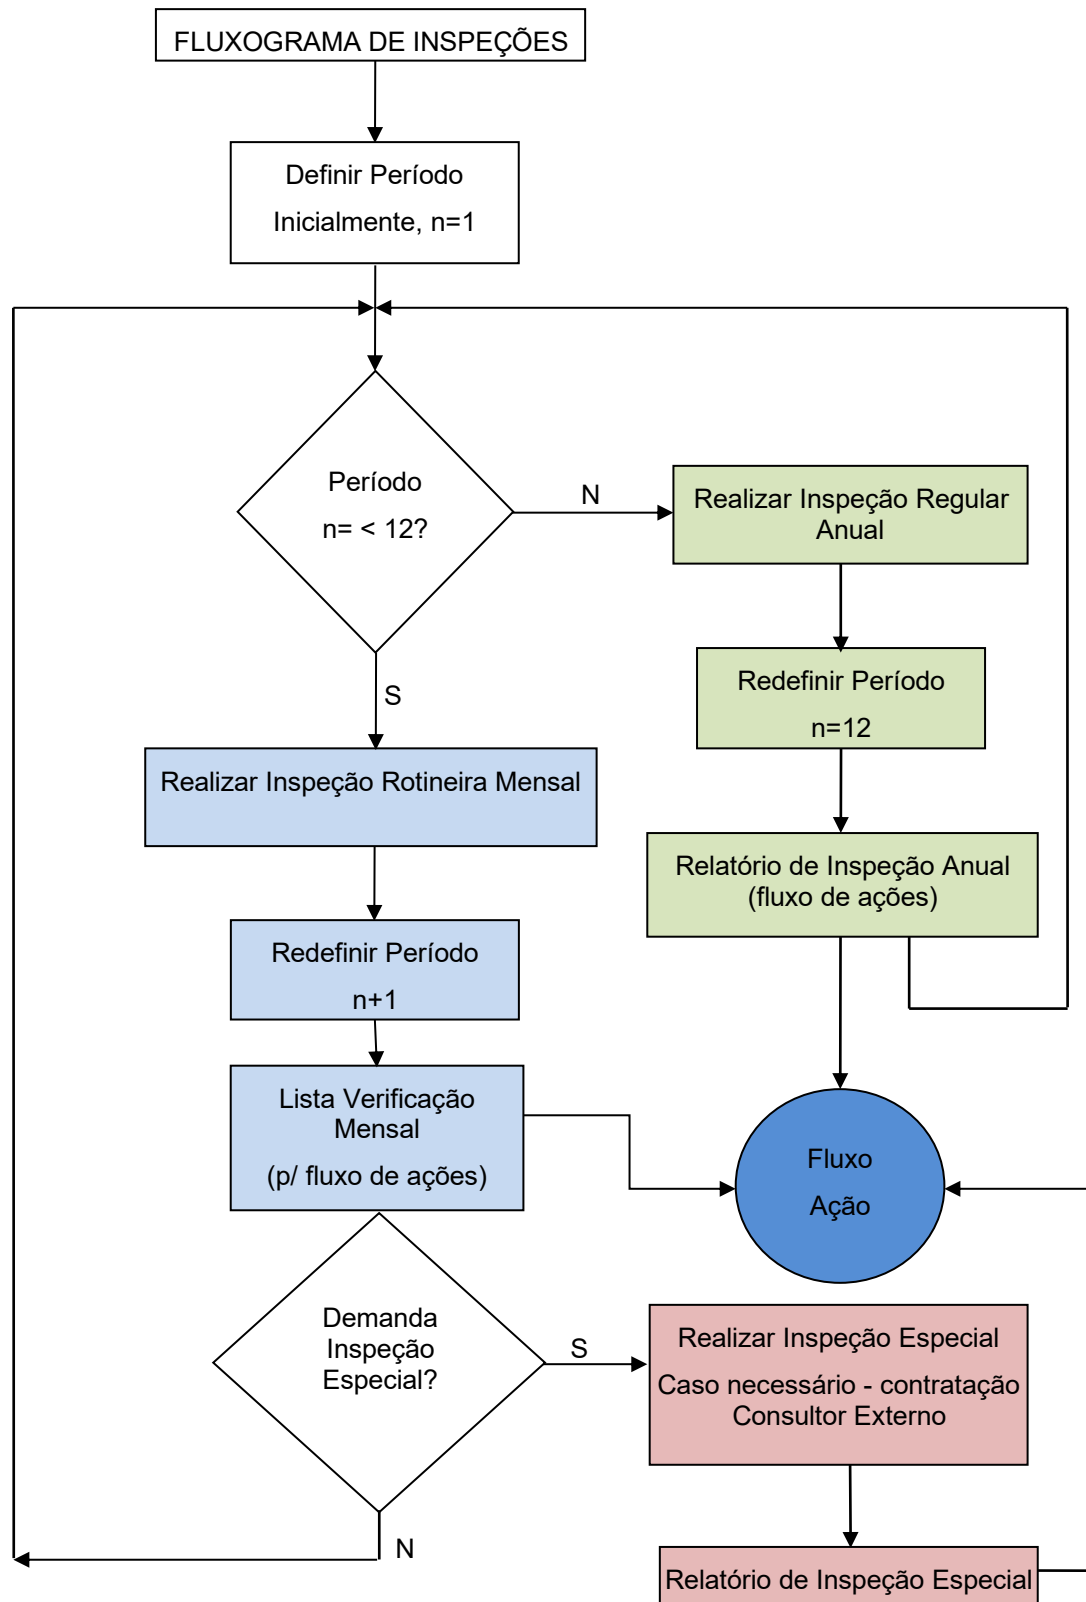 FLUXOGRAMA DE INSPEÇÕES
Definir Período
Inicialmente, n=1
Período
n= < 12?
N
Realizar Inspeção Regular
Anual
Redefinir Período
n=12
Relatório de Inspeção Anual
(fluxo de ações)
S
Realizar Inspeção Rotineira Mensal
Redefinir Período
n+1
Lista Verificação
Mensal
(p/ fluxo de ações)
Fluxo
Ação
Demanda
Inspeção
Especial?
S
Realizar Inspeção Especial
Caso necessário - contratação
Consultor Externo
N
Relatório de Inspeção Especial